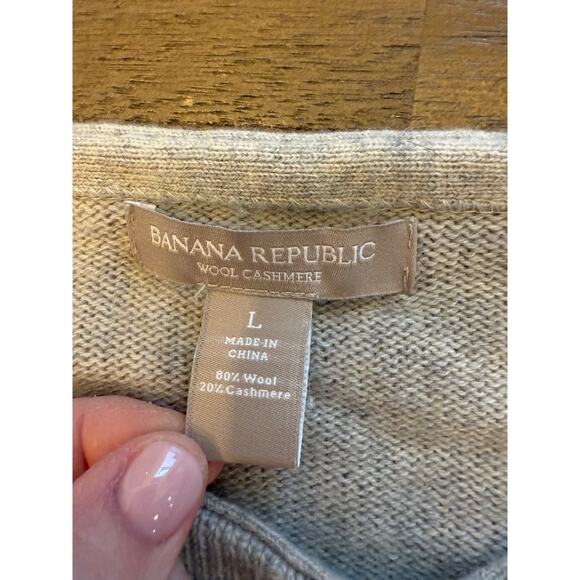 BANANA REPUBLIC
WOOL CASHMERE
L
MADE IN
CHINA
80% Wool
20% Cashmere